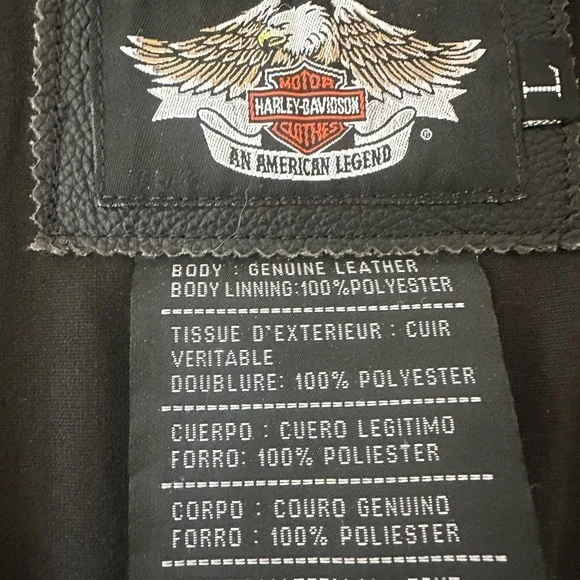 MOTOR
HARLEY-DAVIDSON
CLOTHES
AN AMERICAN LEGEND
®
L
BODY : GENUINE LEATHER
BODY LINNING:100%POLYESTER
TISSUE D'EXTERIEUR : CUIR
VERITABLE
DOUBLURE: 100% POLYESTER
CUERPO : CUERO LEGITIMO
FORRO: 100% POLIESTER
CORPO : COURO GENUINO
FORRO : 100% POLIESTER